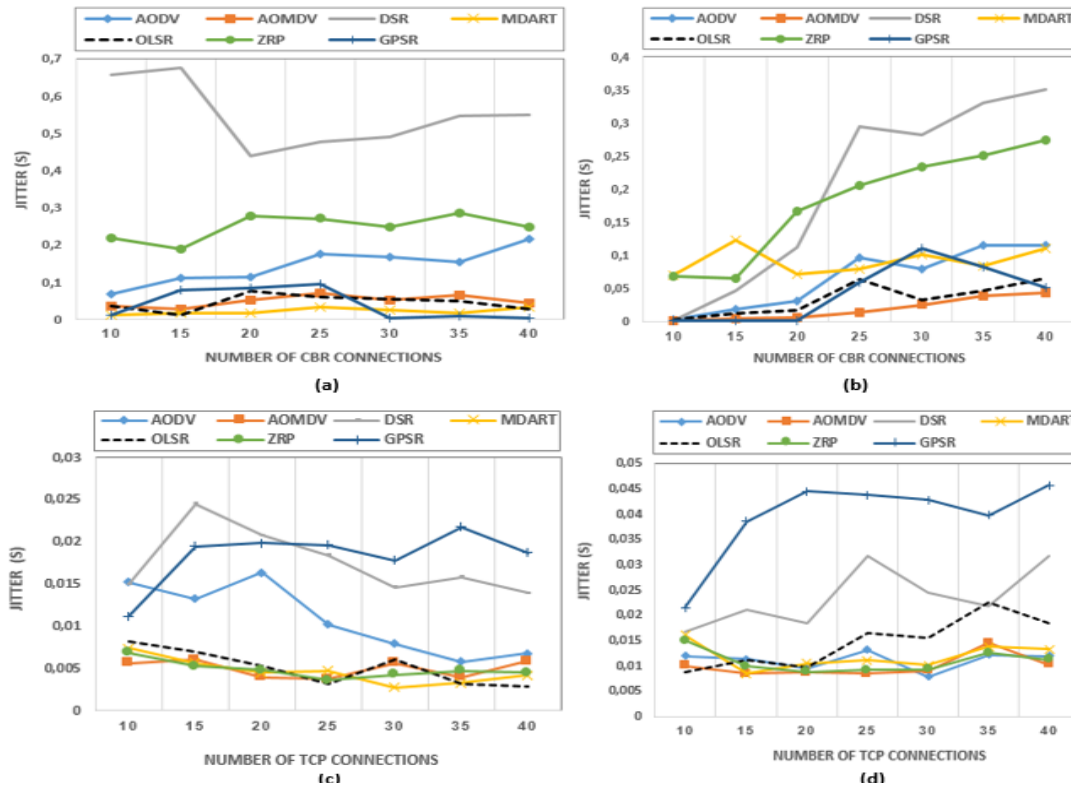 AODV AOMDV DSR MDART
OLSR ZRP GPSR
0,7
0,6
0,5
0,4
0,3
0,2
0,1
0
JITTER (S)
10 15 20 25 30 35 40
NUMBER OF CBR CONNECTIONS
(a)
AODV AOMDV DSR MDART
OLSR ZRP GPSR
0,4
0,35
0,3
0,25
0,2
0,15
0,1
0,05
0
JITTER (S)
10 15 20 25 30 35 40
NUMBER OF CBR CONNECTIONS
(b)
AODV AOMDV DSR MDART
OLSR ZRP GPSR
0,03
0,025
0,02
0,015
0,01
0,005
0
JITTER (S)
10 15 20 25 30 35 40
NUMBER OF TCP CONNECTIONS
(c)
AODV AOMDV DSR MDART
OLSR ZRP GPSR
0,05
0,045
0,04
0,035
0,03
0,025
0,02
0,015
0,01
0,005
0
JITTER (S)
10 15 20 25 30 35 40
NUMBER OF TCP CONNECTIONS
(d)